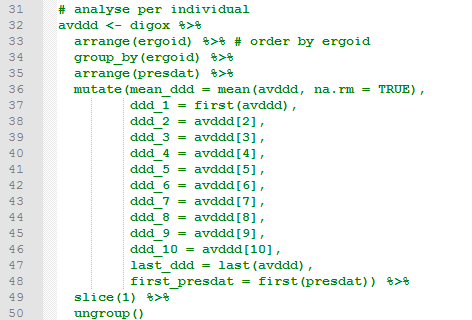 31 # analyse per individual
32 avddd <- digox %>%
33   arrange(ergoid) %>% # order by ergoid
34   group_by(ergoid) %>%
35   arrange(presdat) %>%
36   mutate(mean_ddd = mean(avddd, na.rm = TRUE),
37          ddd_1 = first(avddd),
38          ddd_2 = avddd[2],
39          ddd_3 = avddd[3],
40          ddd_4 = avddd[4],
41          ddd_5 = avddd[5],
42          ddd_6 = avddd[6],
43          ddd_7 = avddd[7],
44          ddd_8 = avddd[8],
45          ddd_9 = avddd[9],
46          ddd_10 = avddd[10],
47          last_ddd = last(avddd),
48          first_presdat = first(presdat)) %>%
49   slice(1) %>%
50   ungroup()